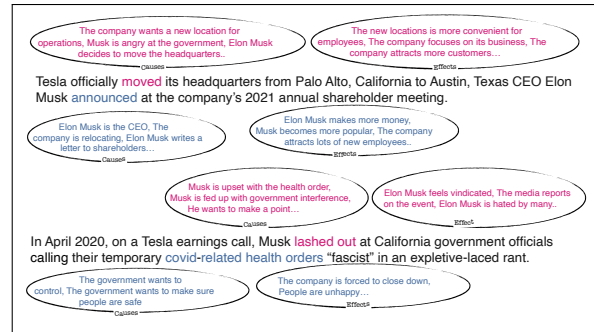 The company wants a new location for
operations, Musk is angry at the government, Elon Musk
decides to move the headquarters..
Causes
The new locations is more convenient for
employees, The company focuses on its business, The
company attracts more customers…
Effects
Tesla officially moved its headquarters from Palo Alto, California to Austin, Texas CEO Elon
Musk announced at the company's 2021 annual shareholder meeting.
Elon Musk is the CEO, The
company is relocating, Elon Musk writes a
letter to shareholders…
Causes
Elon Musk makes more money,
Musk becomes more popular, The company
attracts lots of new employees..
Effects
Musk is upset with the health order,
Musk is fed up with government interference,
He wants to make a point…
Causes
Elon Musk feels vindicated, The media reports
on the event, Elon Musk is hated by many..
Effect
In April 2020, on a Tesla earnings call, Musk lashed out at California government officials
calling their temporary covid-related health orders “fascist” in an expletive-laced rant.
The government wants to
control, The government wants to make sure
people are safe
Causes
The company is forced to close down,
People are unhappy…
Effects